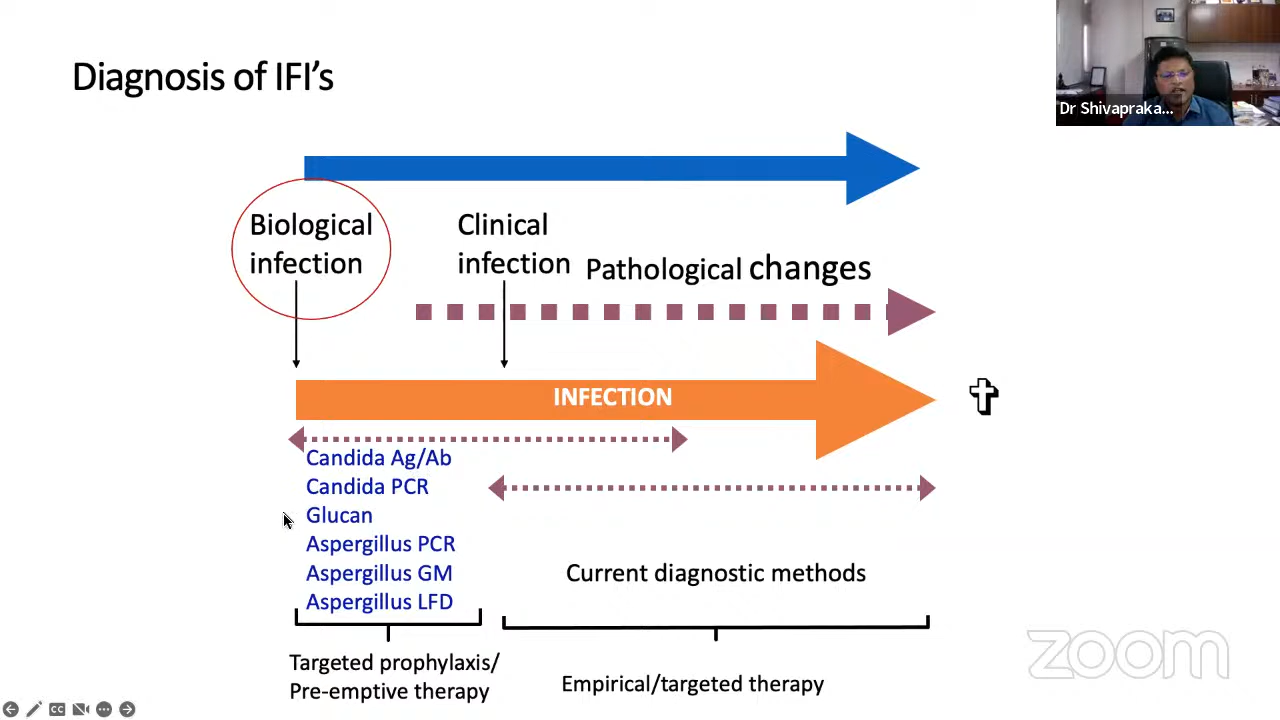 Diagnosis of IFI's
Dr Shivapraka...
Biological
infection
Clinical
infection
Pathological changes
INFECTION
Candida Ag/Ab
Candida PCR
Glucan
Aspergillus PCR
Aspergillus GM
Aspergillus LFD
Current diagnostic methods
Targeted prophylaxis/
Pre-emptive therapy
Empirical/targeted therapy
zoom
CC